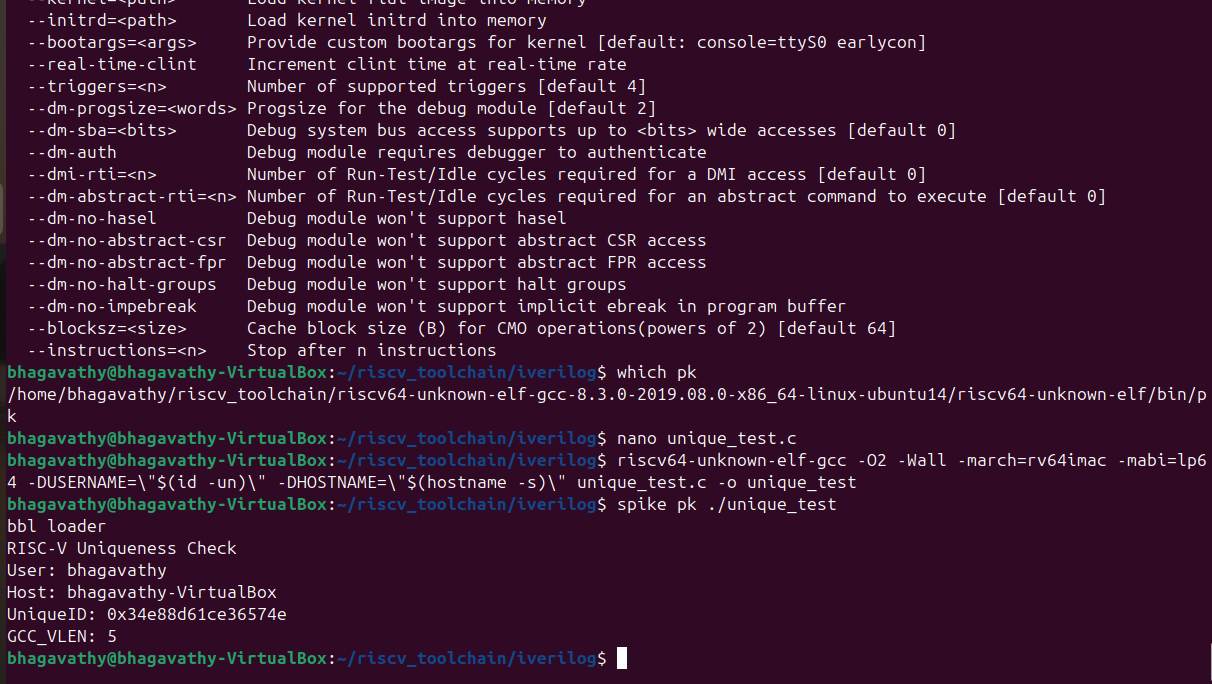 --kernel=<path>        Load kernel flat image into memory
  --initrd=<path>       Load kernel initrd into memory
  --bootargs=<args>     Provide custom bootargs for kernel [default: console=ttyS0 earlycon]
  --real-time-clint     Increment clint time at real-time rate
  --triggers=<n>        Number of supported triggers [default 4]
  --dm-progsize=<words> Progsize for the debug module [default 2]
  --dm-sba=<bits>       Debug system bus access supports up to <bits> wide accesses [default 0]
  --dm-auth             Debug module requires debugger to authenticate
  --dmi-rti=<n>         Number of Run-Test/Idle cycles required for a DMI access [default 0]
  --dm-abstract-rti=<n> Number of Run-Test/Idle cycles required for an abstract command to execute [default 0]
  --dm-no-hasel         Debug module won't support hasel
  --dm-no-abstract-csr  Debug module won't support abstract CSR access
  --dm-no-abstract-fpr  Debug module won't support abstract FPR access
  --dm-no-halt-groups   Debug module won't support halt groups
  --dm-no-impebreak     Debug module won't support implicit ebreak in program buffer
  --blocksz=<size>      Cache block size (B) for CMO operations(powers of 2) [default 64]
  --instructions=<n>    Stop after n instructions
bhagavathy@bhagavathy-VirtualBox:~/riscv_toolchain/iverilog$ which pk
/home/bhagavathy/riscv_toolchain/riscv64-unknown-elf-gcc-8.3.0-2019.08.0-x86_64-linux-ubuntu14/riscv64-unknown-elf/bin/p
k
bhagavathy@bhagavathy-VirtualBox:~/riscv_toolchain/iverilog$ nano unique_test.c
bhagavathy@bhagavathy-VirtualBox:~/riscv_toolchain/iverilog$ riscv64-unknown-elf-gcc -O2 -Wall -march=rv64imac -mabi=lp6
4 -DUSERNAME=\"$(id -un)\" -DHOSTNAME=\"$(hostname -s)\" unique_test.c -o unique_test
bhagavathy@bhagavathy-VirtualBox:~/riscv_toolchain/iverilog$ spike pk ./unique_test
bbl loader
RISC-V Uniqueness Check
User: bhagavathy
Host: bhagavathy-VirtualBox
UniqueID: 0x34e88d61ce36574e
GCC_VLEN: 5
bhagavathy@bhagavathy-VirtualBox:~/riscv_toolchain/iverilog$